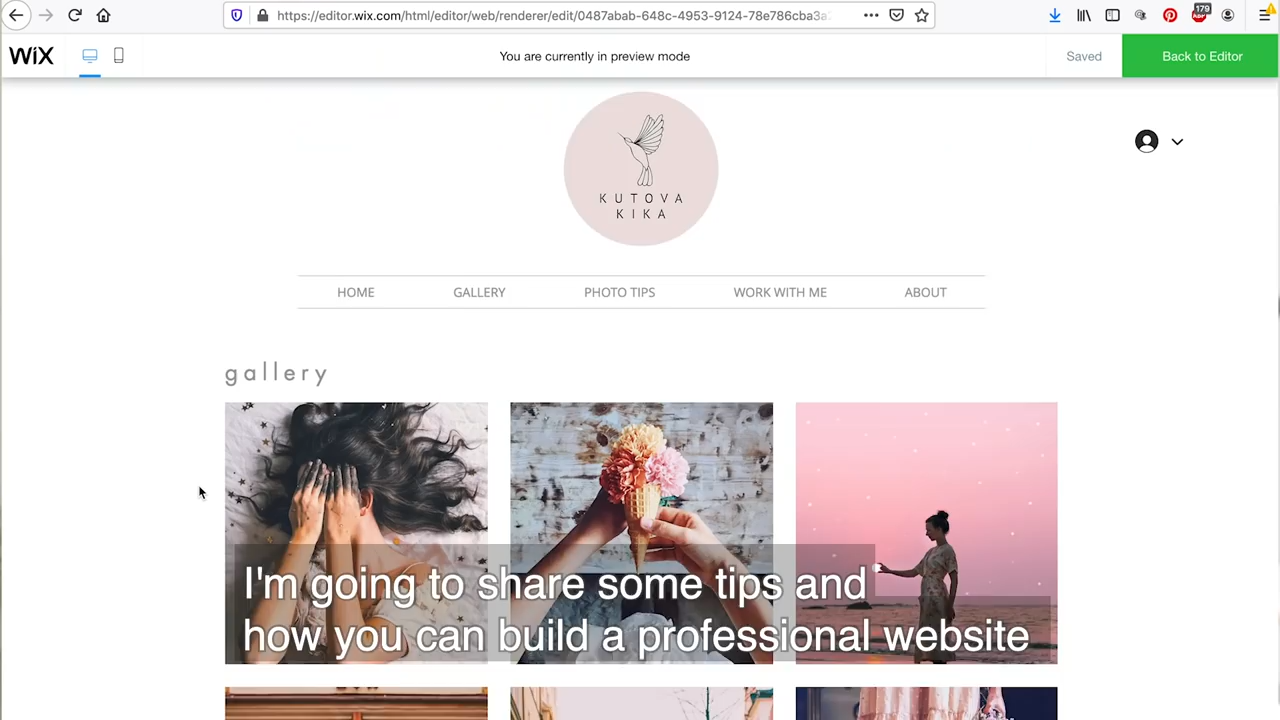 https://editor.wix.com/html/editor/web/renderer/edit/0487abab-648c-4953-9124-78e786cba3a
179
WiX
You are currently in preview mode
Saved
Back to Editor
KUTOVA
KIKA
HOME GALLERY PHOTO TIPS WORK WITH ME ABOUT
gallery
I'm going to share some tips and
how you can build a professional website